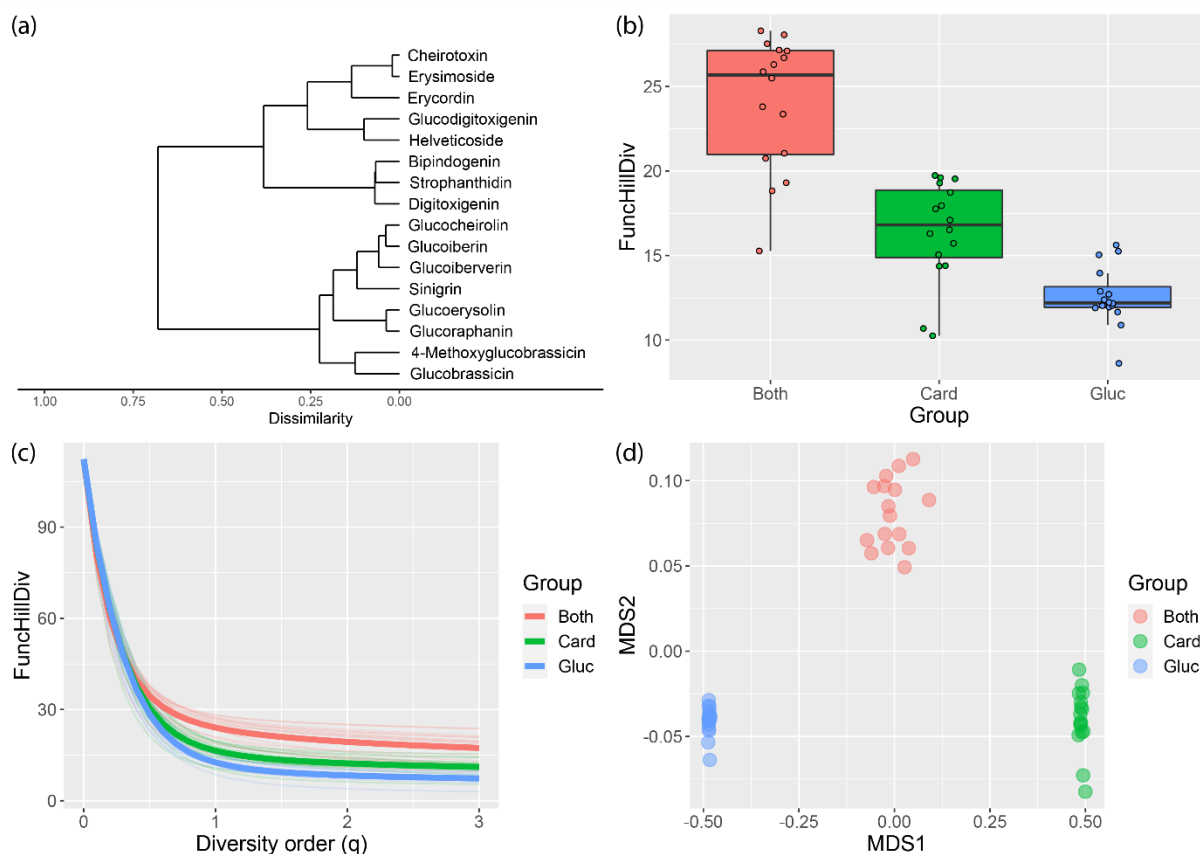 (a)
Cheirotoxin
Erysimoside
Erycordin
Glucodigitoxigenin
Helveticoside
Bipindogenin
Strophanthidin
Digitoxigenin
Glucocheirolin
Glucoiberin
Glucoiberverin
Sinigrin
Glucoerysolin
Glucoraphanin
4-Methoxyglucobrassicin
Glucobrassicin
1.00 0.75 0.50 0.25 0.00
Dissimilarity
(b)
FuncHillDiv
25
20
15
10
Both Card Gluc
Group
(c)
FuncHillDiv
90
60
30
0
0 1 2 3
Diversity order (q)
Group
Both
Card
Gluc
(d)
MDS2
0.10
0.05
0.00
-0.05
-0.50 -0.25 0.00 0.25 0.50
MDS1
Group
Both
Card
Gluc